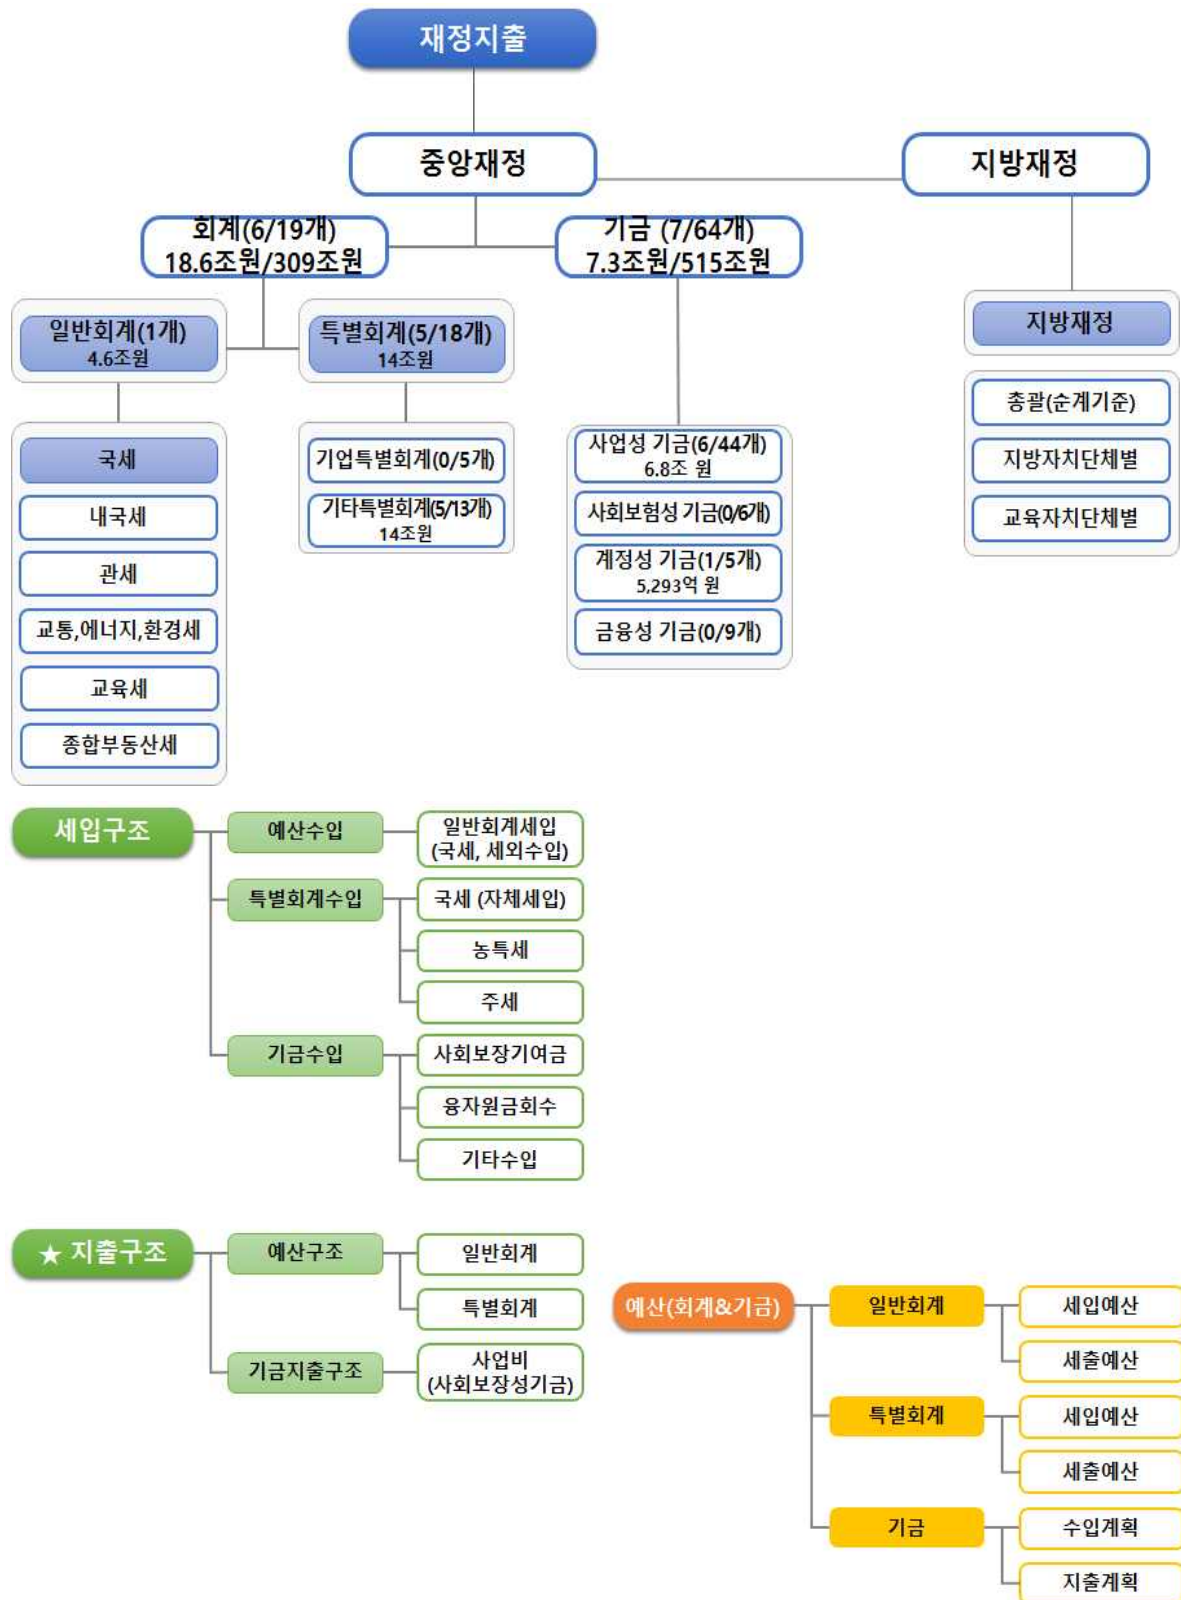 재정지출
중앙재정
지방재정
회계(6/19개)
18.6조원/309조원
기금 (7/64개)
7.3조원/515조원
일반회계(1개)
4.6조원
특별회계(5/18개)
14조원
지방재정
국세
내국세
관세
교통,에너지,환경세
교육세
종합부동산세
기업특별회계(0/5개)
기타특별회계(5/13개)
14조원
사업성 기금(6/44개)
6.8조 원
사회보험성 기금(0/6개)
계정성 기금(1/5개)
5,293억 원
금융성 기금(0/9개)
총괄(순계기준)
지방자치단체별
교육자치단체별
세입구조
예산수입
일반회계세입
(국세, 세외수입)
특별회계수입
국세 (자체세입)
농특세
주세
기금수입
사회보장기여금
융자원금회수
기타수입
★ 지출구조
예산구조
일반회계
특별회계
기금지출구조
사업비
(사회보장성기금)
예산(회계&기금)
일반회계
세입예산
세출예산
특별회계
세입예산
세출예산
기금
수입계획
지출계획